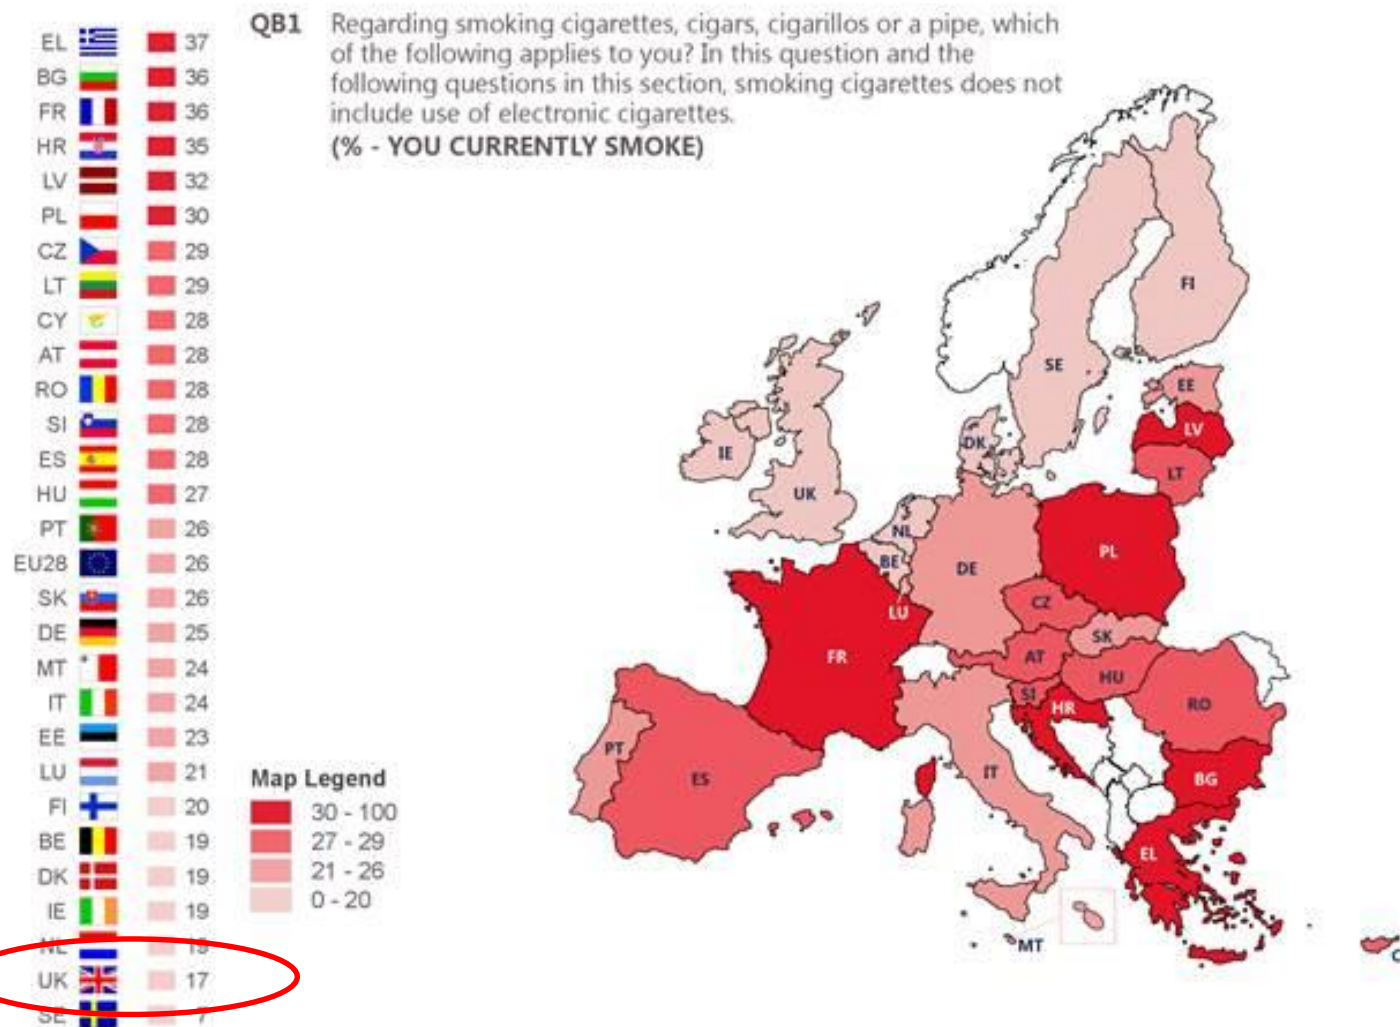 EL 37
BG 36
FR 36
HR 35
LV 32
PL 30
CZ 29
LT 29
CY 28
AT 28
RO 28
SI 28
ES 28
HU 27
PT 26
EU28 26
SK 26
DE 25
MT 24
IT 24
EE 23
LU 21
FI 20
BE 19
DK 19
IE 19
NL 19
UK 17
SE 7
QB1 Regarding smoking cigarettes, cigars, cigarillos or a pipe, which
of the following applies to you? In this question and the
following questions in this section, smoking cigarettes does not
include use of electronic cigarettes.
(% - YOU CURRENTLY SMOKE)
Map Legend
30 - 100
27 - 29
21 - 26
0 - 20
FI
SE
EE
LV
DK
IE
LT
UK
NL
PL
BE
DE
CZ
LU
SK
FR
AT
HU
SI
RO
HR
PT
IT
ES
BG
EL
MT